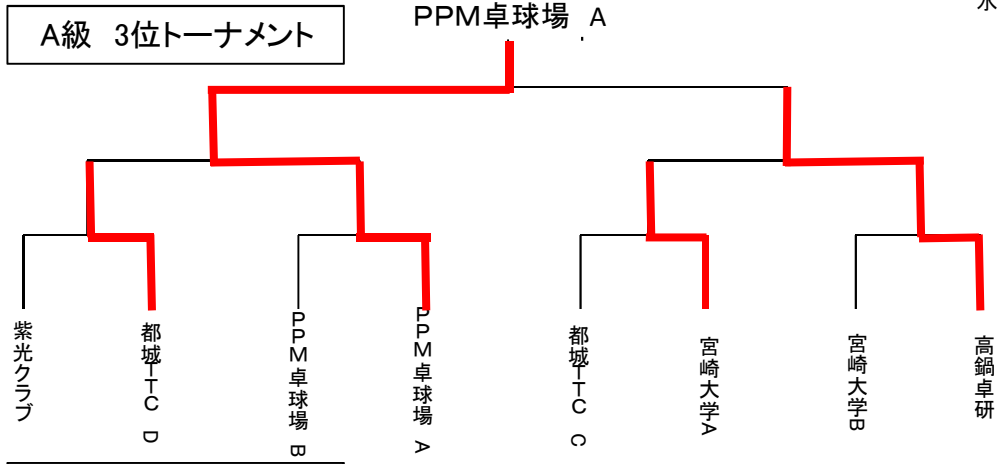 PPM卓球場 A
A級 3位トーナメント
紫光クラブ
都城TTC D
PPM卓球場 B
PPM卓球場 A
都城TTC C
宮崎大学A
宮崎大学B
高鍋卓研